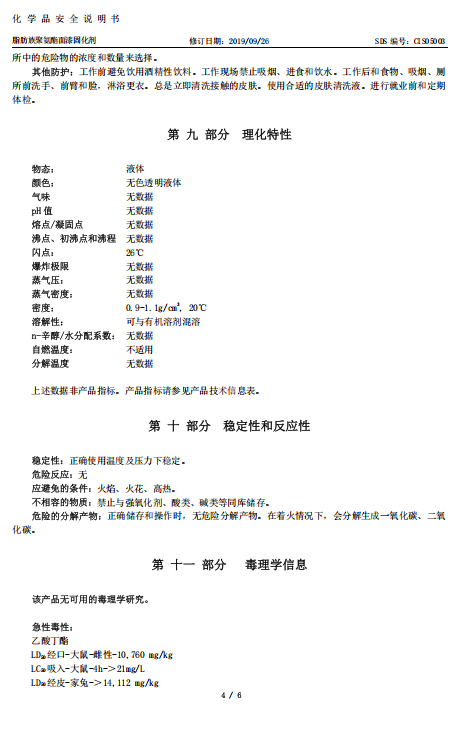 化 学 品 安 全 说 明 书
脂肪族聚氨酯面漆固化剂 修订日期：2019/09/26 SDS 编号：CIS05003
所中的危险物的浓度和数量来选择。
其他防护：工作前避免饮用酒精性饮料。工作现场禁止吸烟、进食和饮水。工作后和食物、吸烟、厕
所前洗手、前臂和脸，淋浴更衣。总是立即清洗接触的皮肤。使用合适的皮肤清洗液。进行就业前和定期
体检。
第 九 部分 理化特性
物态： 液体
颜色： 无色透明液体
气味 无数据
pH 值 无数据
熔点/凝固点 无数据
沸点、初沸点和沸程 无数据
闪点： 26℃
爆炸极限 无数据
蒸气压： 无数据
蒸气密度： 无数据
密度： 0.9-1.1g/cm³, 20℃
溶解性： 可与有机溶剂混溶
n-辛醇/水分配系数： 无数据
自燃温度： 不适用
分解温度 无数据
上述数据非产品指标。产品指标请参见产品技术信息表。
第 十 部分 稳定性和反应性
稳定性：正确使用温度及压力下稳定。
危险反应：无
应避免的条件：火焰、火花、高热。
不相容的物质：禁止与强氧化剂、酸类、碱类等同库储存。
危险的分解产物：正确储存和操作时，无危险分解产物。在着火情况下，会分解生成一氧化碳、二氧
化碳。
第 十一 部分 毒理学信息
该产品无可用的毒理学研究。
急性毒性：
乙酸丁酯
LD₅₀经口-大鼠-雌性-10,760 mg/kg
LC₅₀吸入-大鼠-4h->21mg/L
LD₅₀经皮-家兔->14,112 mg/kg
4 / 6